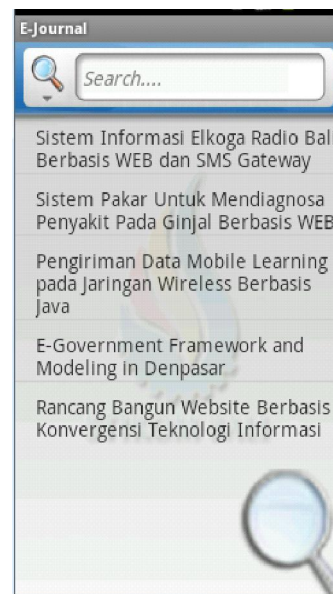 E-Journal
Search....
Sistem Informasi Elkoga Radio Bali
Berbasis WEB dan SMS Gateway
Sistem Pakar Untuk Mendiagnosa
Penyakit Pada Ginjal Berbasis WEB
Pengiriman Data Mobile Learning
pada Jaringan Wireless Berbasis
Java
E-Government Framework and
Modeling in Denpasar
Rancang Bangun Website Berbasis
Konvergensi Teknologi Informasi